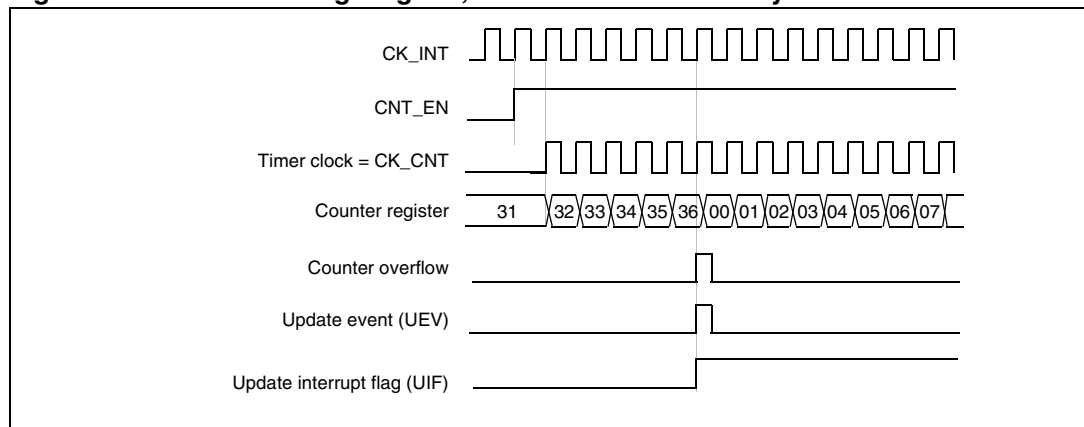 CK_INT
CNT_EN
Timer clock = CK_CNT
Counter register 31 32 33 34 35 36 00 01 02 03 04 05 06 07
Counter overflow
Update event (UEV)
Update interrupt flag (UIF)